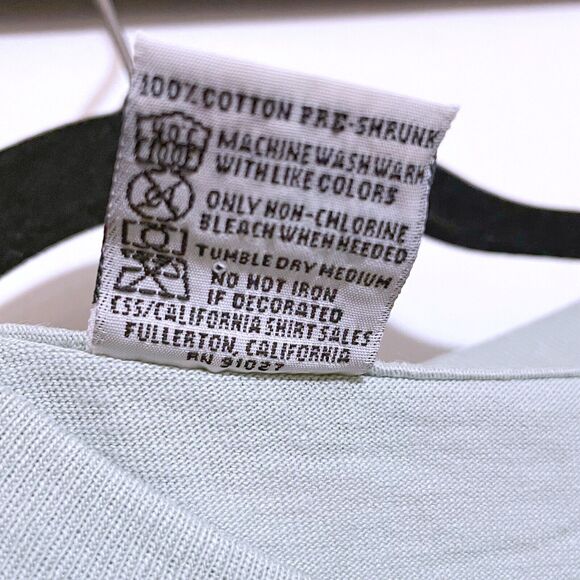 100% COTTON PRE-SHRUNK
MACHINE WASH WARM
WITH LIKE COLORS
ONLY NON-CHLORINE
BLEACH WHEN NEEDED
TUMBLE DRY MEDIUM
NO HOT IRON
IF DECORATED
CSS/CALIFORNIA SHIRT SALES
FULLERTON, CALIFORNIA
RN 91027